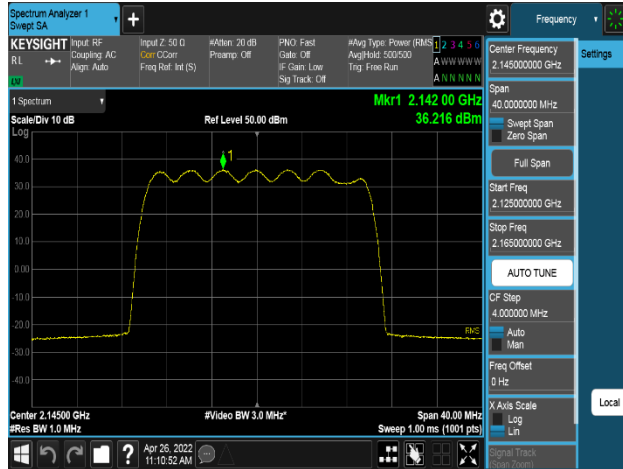 Spectrum Analyzer 1
Swept SA
+
Frequency
KEYSIGHT Input: RF Input Z: 50 Ω #Atten: 20 dB PNO: Fast #Avg Type: Power (RMS 1 2 3 4 5 6
RL Coupling: AC Corr CCorr Preamp: Off Gate: Off Avg|Hold: 500/500 A W W W W W
Align: Auto Freq Ref: Int (S) IF Gain: Low Trig: Free Run
Sig Track: Off A N N N N N
1 Spectrum
Mkr1 2.142 00 GHz
Scale/Div 10 dB Ref Level 50.00 dBm 36.216 dBm
Log
40.0
30.0
20.0
10.0
0.00
-10.0
-20.0
-30.0
-40.0
1
RMS
Center 2.14500 GHz #Video BW 3.0 MHz* Span 40.00 MHz
#Res BW 1.0 MHz Sweep 1.00 ms (1001 pts)
Center Frequency
2.145000000 GHz
Settings
Span
40.0000000 MHz
Swept Span
Zero Span
Full Span
Start Freq
2.125000000 GHz
Stop Freq
2.165000000 GHz
AUTO TUNE
CF Step
4.000000 MHz
Auto
Man
Freq Offset
0 Hz
X Axis Scale
Log
Lin
Local
Signal Track
(Span Zoom)
? Apr 26, 2022
11:10:52 AM